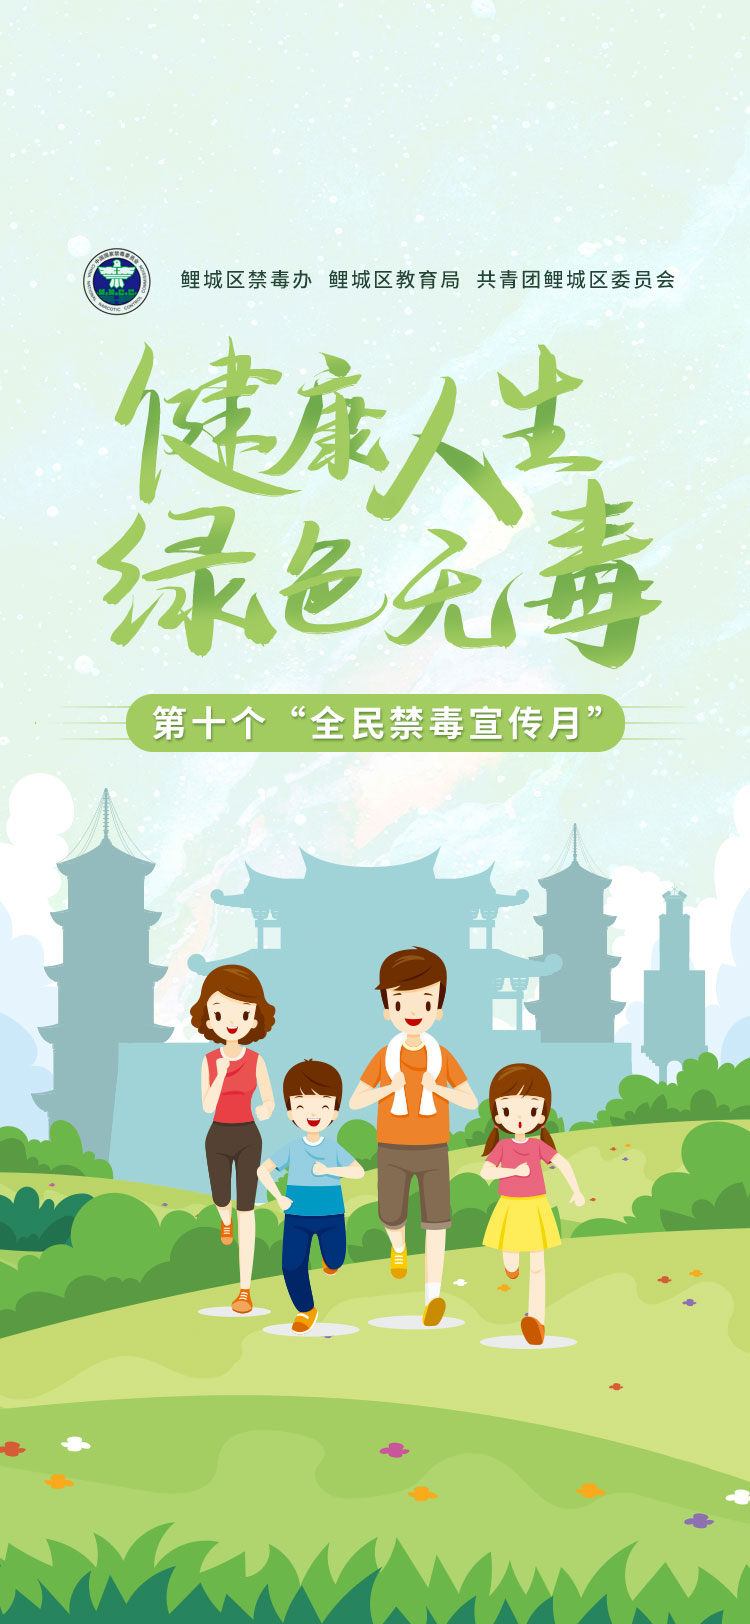 中国国家禁毒委员会
CHINA NATIONAL NARCOTIC CONTROL COMMISSION
鲤城区禁毒办 鲤城区教育局 共青团鲤城区委员会
健康人生
绿色无毒
第十个“全民禁毒宣传月”